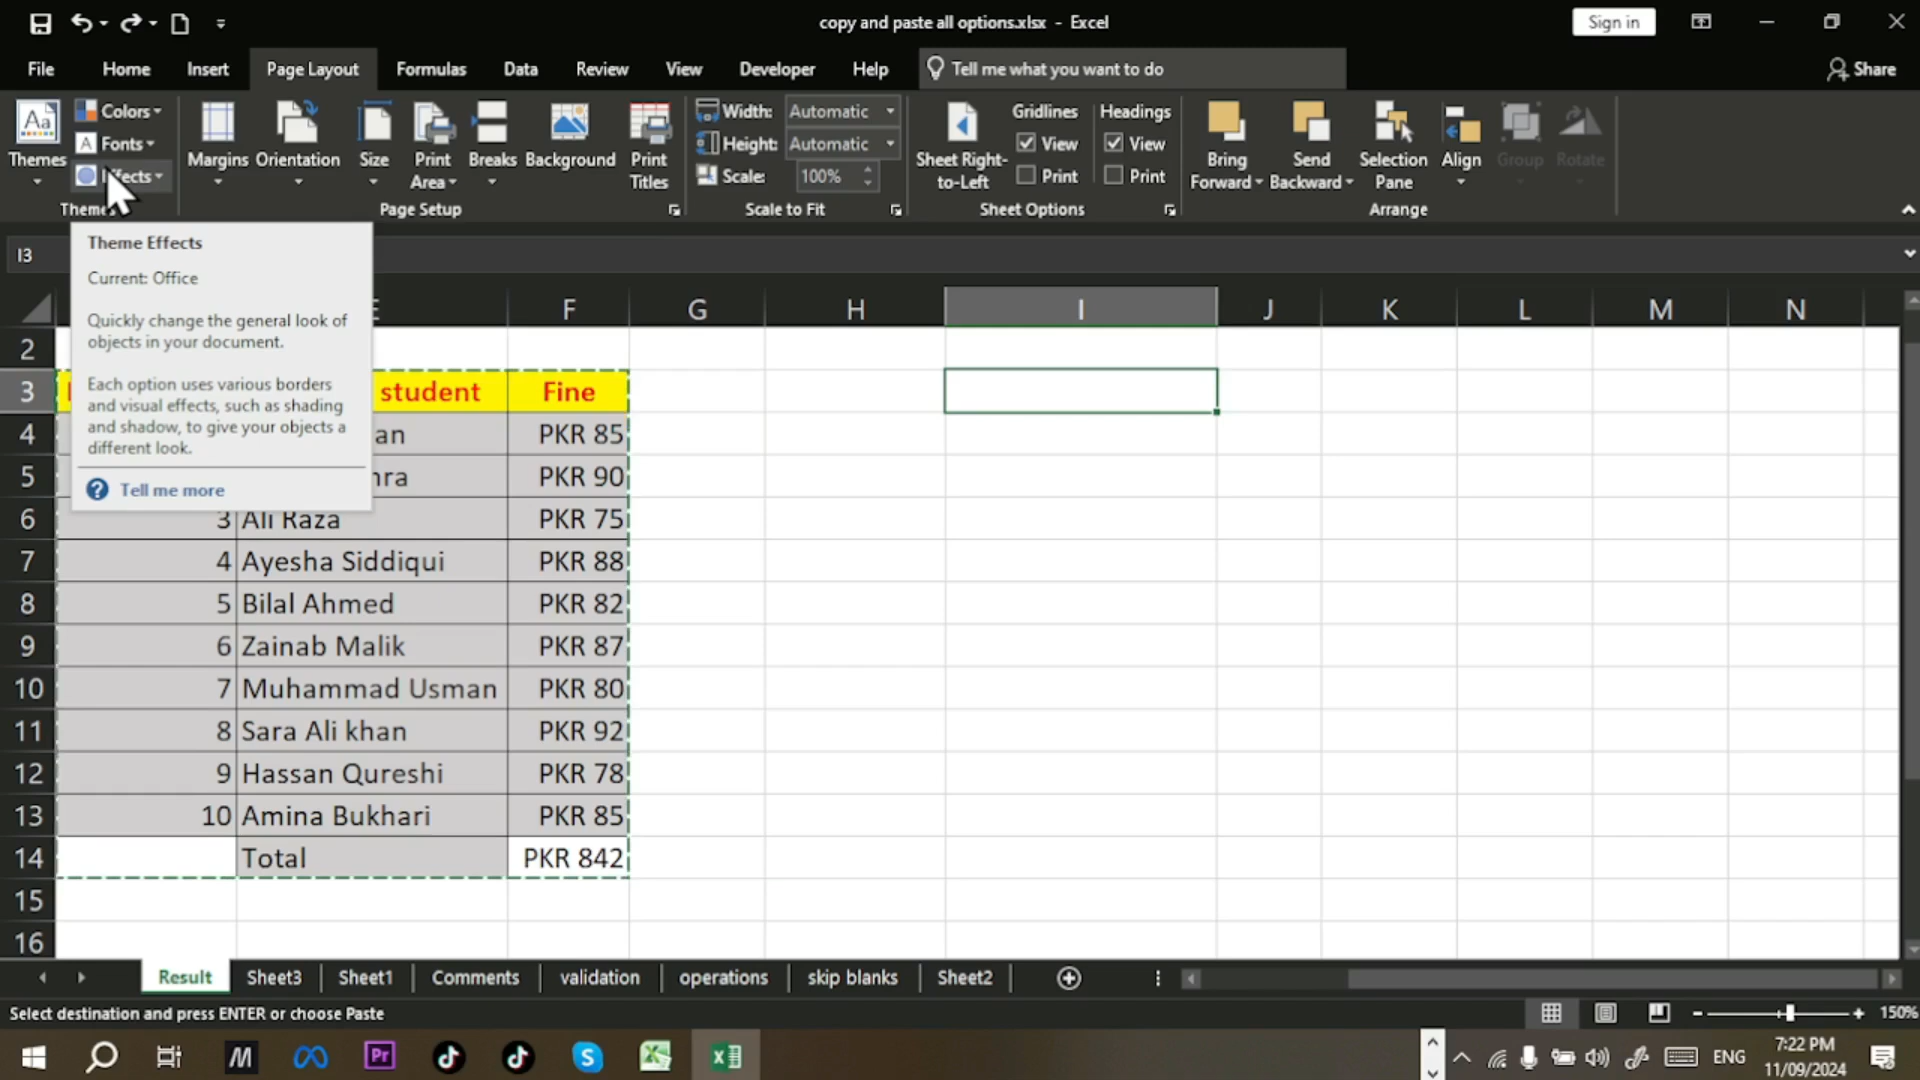 copy and paste all options.xlsx - Excel
Sign in
File Home Insert Page Layout Formulas Data Review View Developer Help Tell me what you want to do Share
Themes
Colors
Fonts
Effects
Margins
Orientation
Size
Print Area
Breaks
Background
Print Titles
Width: Automatic
Height: Automatic
Scale: 100%
Sheet Right-to-Left
Gridlines
View
Print
Headings
View
Print
Bring Forward
Send Backward
Selection Pane
Align
Group
Rotate
Page Setup
Scale to Fit
Sheet Options
Arrange
I3
Theme Effects
Current: Office
Quickly change the general look of
objects in your document.
Each option uses various borders
and visual effects, such as shading
and shadow, to give your objects a
different look.
Tell me more
F G H I J K L M N
2
3 student Fine
4 PKR 85
5 PKR 90
6 3 Ali Raza PKR 75
7 4 Ayesha Siddiqui PKR 88
8 5 Bilal Ahmed PKR 82
9 6 Zainab Malik PKR 87
10 7 Muhammad Usman PKR 80
11 8 Sara Ali khan PKR 92
12 9 Hassan Qureshi PKR 78
13 10 Amina Bukhari PKR 85
14 Total PKR 842
15
16
Result Sheet3 Sheet1 Comments validation operations skip blanks Sheet2
Select destination and press ENTER or choose Paste
150%
ENG
7:22 PM
11/09/2024